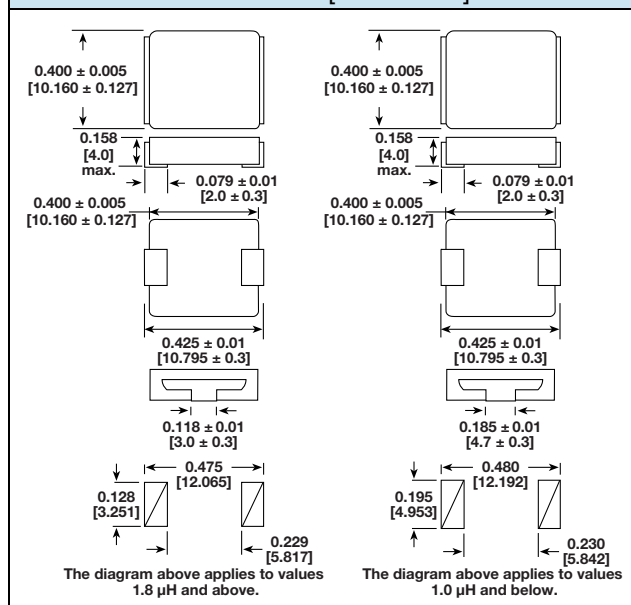 0.400 ± 0.005
[10.160 ± 0.127]
0.158
[4.0]
max.
0.079 ± 0.01
[2.0 ± 0.3]
0.400 ± 0.005
[10.160 ± 0.127]
0.425 ± 0.01
[10.795 ± 0.3]
0.118 ± 0.01
[3.0 ± 0.3]
0.475
[12.065]
0.128
[3.251]
0.229
[5.817]
The diagram above applies to values
1.8 µH and above.
0.400 ± 0.005
[10.160 ± 0.127]
0.158
[4.0]
max.
0.079 ± 0.01
[2.0 ± 0.3]
0.400 ± 0.005
[10.160 ± 0.127]
0.425 ± 0.01
[10.795 ± 0.3]
0.185 ± 0.01
[4.7 ± 0.3]
0.480
[12.192]
0.195
[4.953]
0.230
[5.842]
The diagram above applies to values
1.0 µH and below.